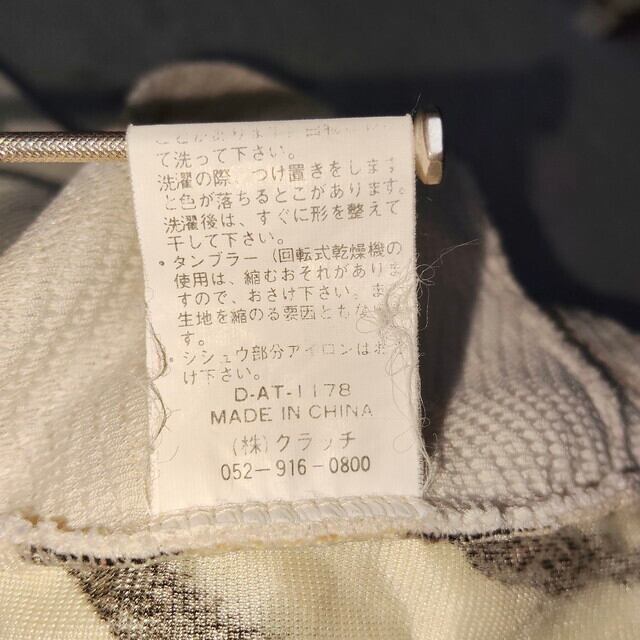 て洗って下さい。
洗濯の際、つけ置きをします
と色が落ちるとこがあります。
洗濯後は、すぐに形を整えて
干して下さい。
・タンブラー(回転式乾燥機の
使用は、縮むおそれがありま
すので、おさけ下さい。ま
生地を縮める要因ともな
す。
・シシュウ部分アイロンはお
け下さい。
D-AT-1178
MADE IN CHINA
(株)クラッチ
052-916-0800